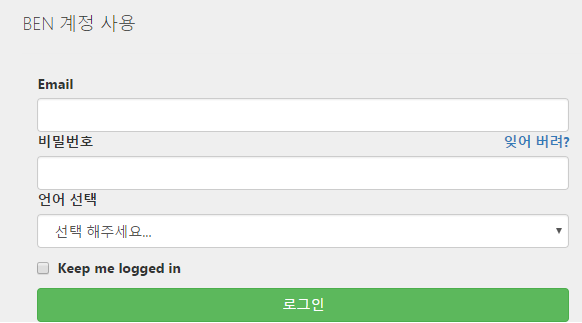 BEN 계정 사용
Email
비밀번호 잊어 버려?
언어 선택
선택 해주세요...
Keep me logged in
로그인